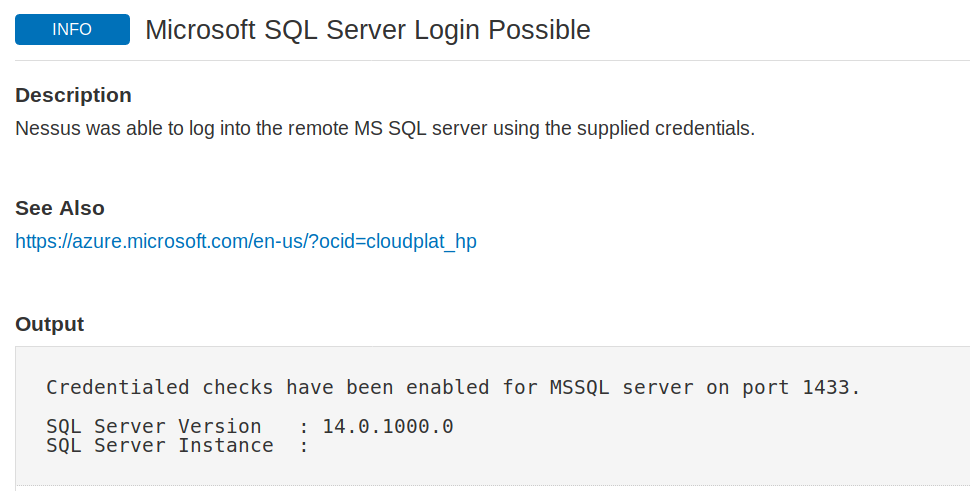 INFO Microsoft SQL Server Login Possible
Description
Nessus was able to log into the remote MS SQL server using the supplied credentials.
See Also
https://azure.microsoft.com/en-us/?ocid=cloudplat_hp
Output
Credentialed checks have been enabled for MSSQL server on port 1433.
SQL Server Version   : 14.0.1000.0
SQL Server Instance  :